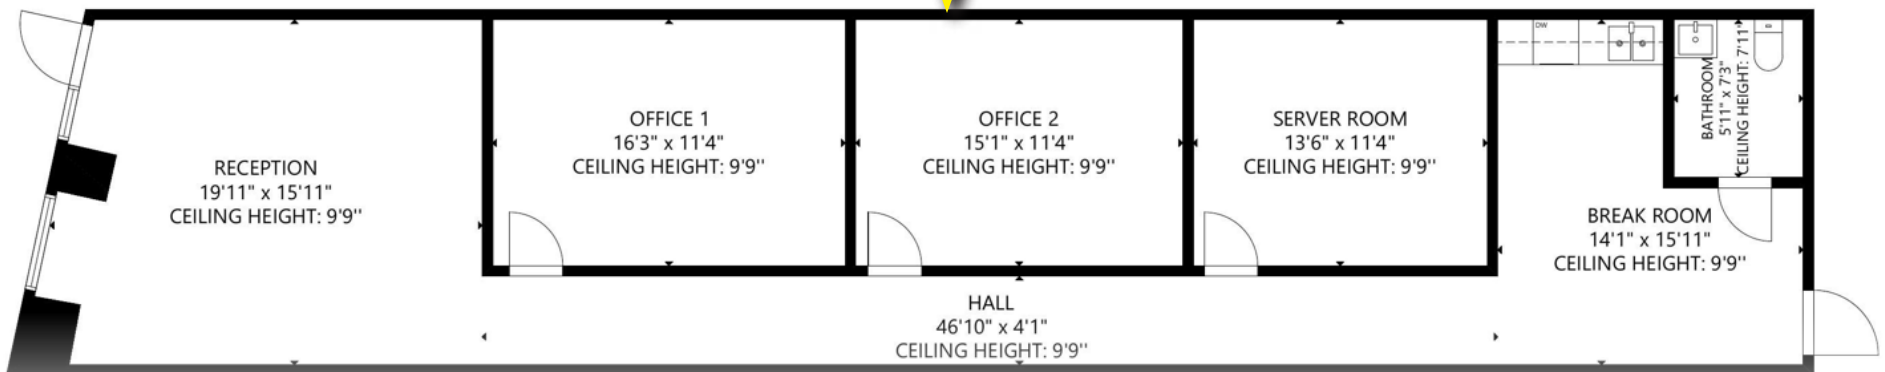 RECEPTION
19'11" x 15'11"
CEILING HEIGHT: 9'9''
OFFICE 1
16'3" x 11'4"
CEILING HEIGHT: 9'9''
OFFICE 2
15'1" x 11'4"
CEILING HEIGHT: 9'9''
SERVER ROOM
13'6" x 11'4"
CEILING HEIGHT: 9'9''
DW
BATHROOM
5'11" x 7'3"
CEILING HEIGHT: 7'11"
BREAK ROOM
14'1" x 15'11"
CEILING HEIGHT: 9'9''
HALL
46'10" x 4'1"
CEILING HEIGHT: 9'9''